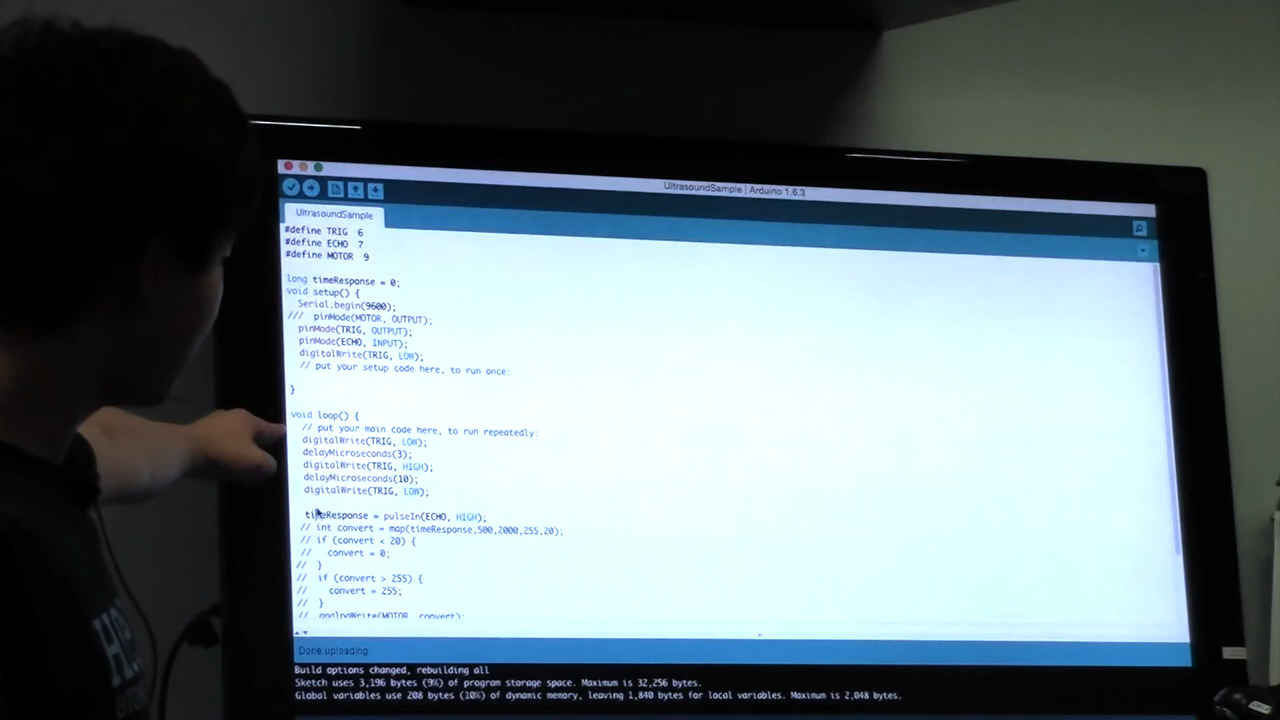 UltrasoundSample | Arduino 1.6.3
UltrasoundSample
#define TRIG 6
#define ECHO 7
#define MOTOR 9
long timeResponse = 0;
void setup() {
Serial.begin(9600);
/// pinMode(MOTOR, OUTPUT);
pinMode(TRIG, OUTPUT);
pinMode(ECHO, INPUT);
digitalWrite(TRIG, LOW);
// put your setup code here, to run once:
}
void loop() {
// put your main code here, to run repeatedly:
digitalWrite(TRIG, LOW);
delayMicroseconds(3);
digitalWrite(TRIG, HIGH);
delayMicroseconds(10);
digitalWrite(TRIG, LOW);
timeResponse = pulseIn(ECHO, HIGH);
// int convert = map(timeResponse,500,2000,255,20);
// if (convert < 20) {
// convert = 0;
// }
// if (convert > 255) {
// convert = 255;
// }
// analogWrite(MOTOR, convert);
Done uploading
Build options changed, rebuilding all
Sketch uses 3,196 bytes (9%) of program storage space. Maximum is 32,256 bytes.
Global variables use 208 bytes (10%) of dynamic memory, leaving 1,840 bytes for local variables. Maximum is 2,048 bytes.